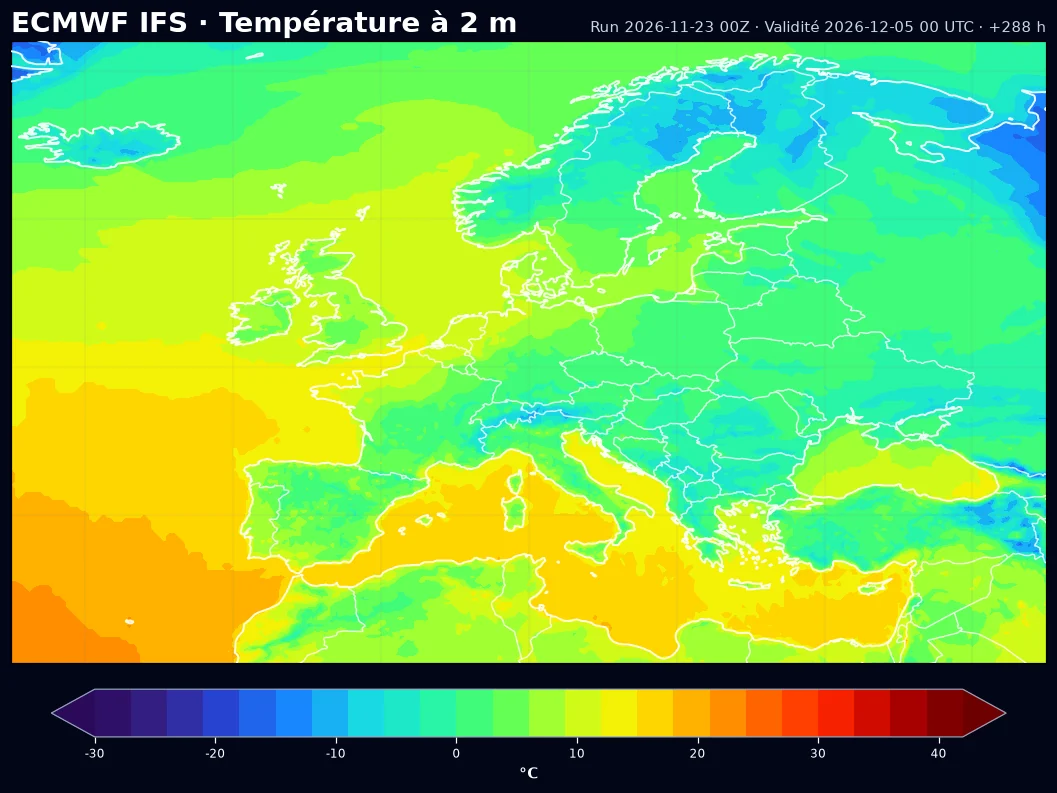 ECMWF IFS · Température à 2 m
Run 2026-11-23 00Z · Validité 2026-12-05 00 UTC · +288 h
-30 -20 -10 0 10 20 30 40
°C